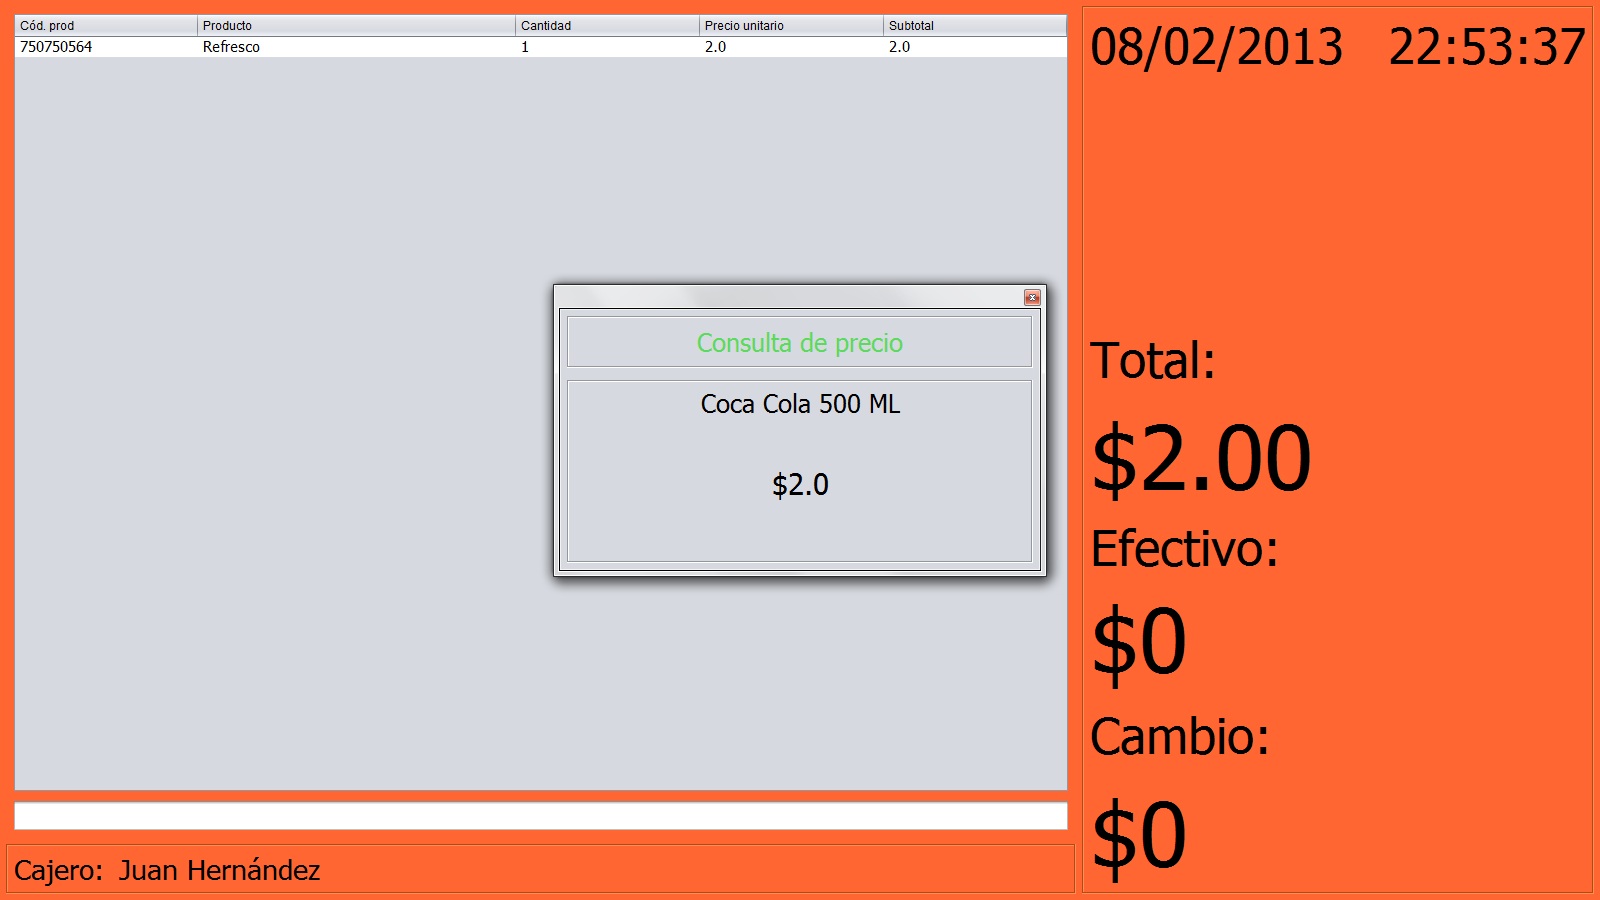 Cód. prod Producto Cantidad Precio unitario Subtotal
750750564 Refresco 1 2.0 2.0
Consulta de precio
Coca Cola 500 ML
$2.0
Cajero: Juan Hernández
08/02/2013 22:53:37
Total:
$2.00
Efectivo:
$0
Cambio:
$0